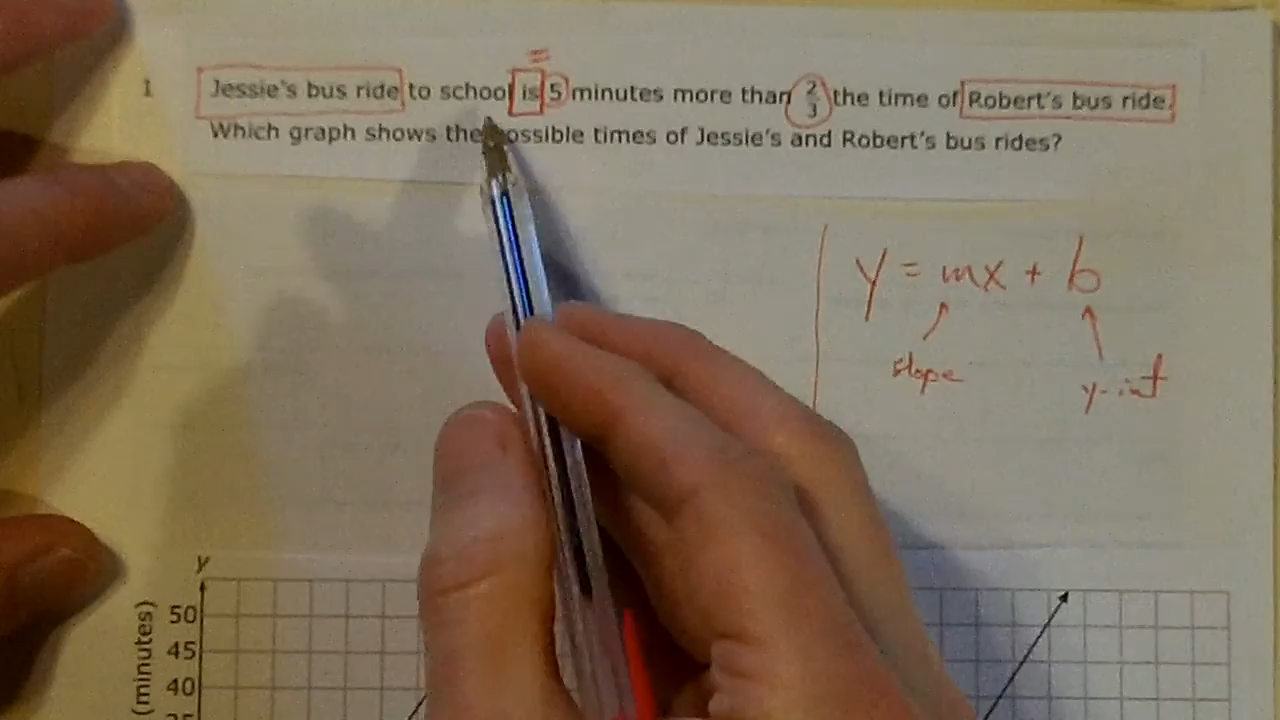 =
1 Jessie's bus ride to school is 5 minutes more than 2/3 the time of Robert's bus ride.
Which graph shows the possible times of Jessie's and Robert's bus rides?
y = mx + b
slope
y-int
y
50
45
40
(minutes)